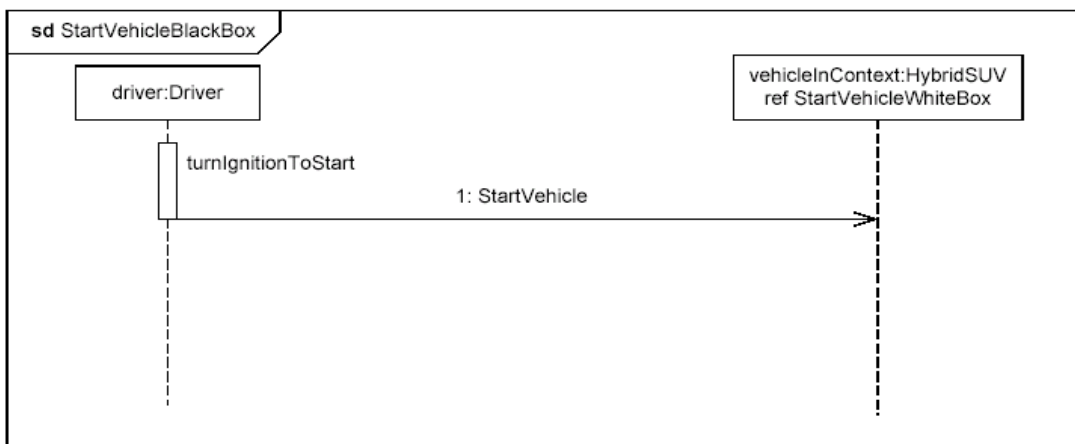 sd StartVehicleBlackBox
driver:Driver
vehicleInContext:HybridSUV
ref StartVehicleWhiteBox
turnIgnitionToStart
1: StartVehicle